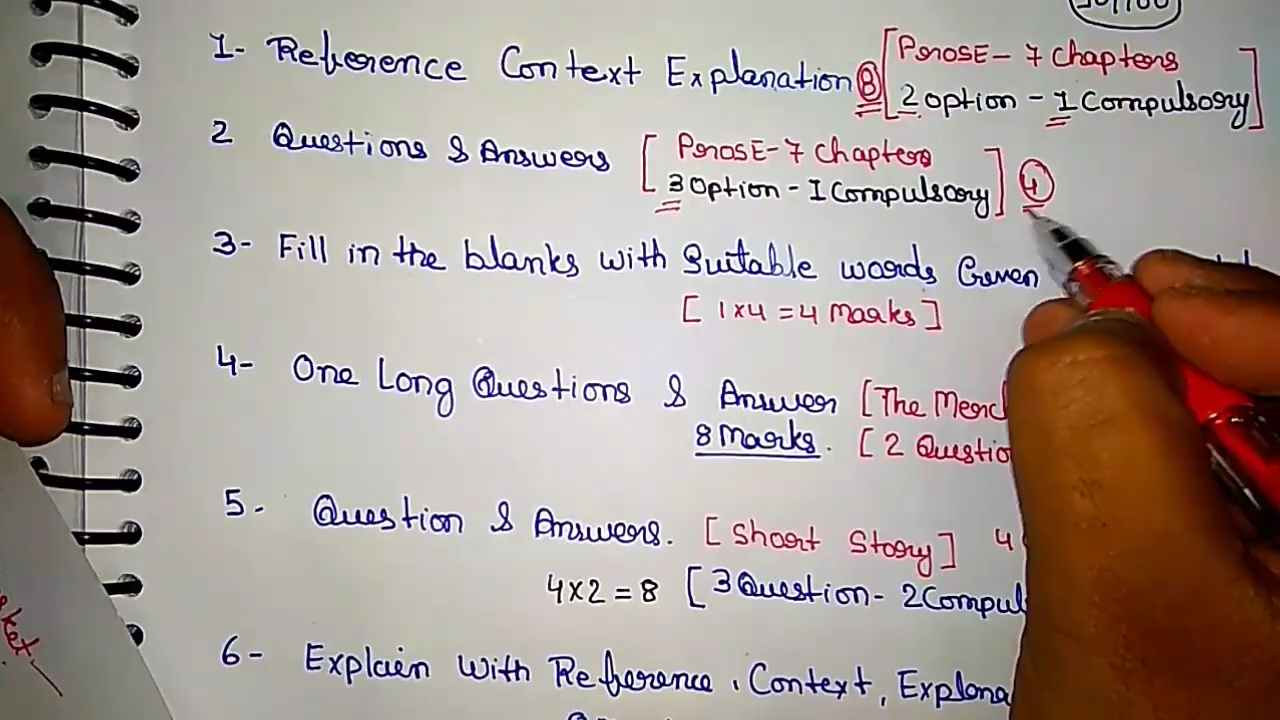 1- Reference Context Explanation 8 [ ProsE - 7 Chapters
2 option - 1 Compulsory ]
2 Questions & Answers [ ProsE - 7 Chapters
3 Option - 1 Compulsory ] 4
3- Fill in the blanks with Suitable words Given
[ 1x4 = 4 Marks ]
4- One Long Questions & Answer [ The Merc
8 Marks. [ 2 Questio
5. Question & Answers. [ Short Story ] 4
4x2 = 8 [ 3 Question - 2 Compul
6- Explain With Reference, Context, Explana